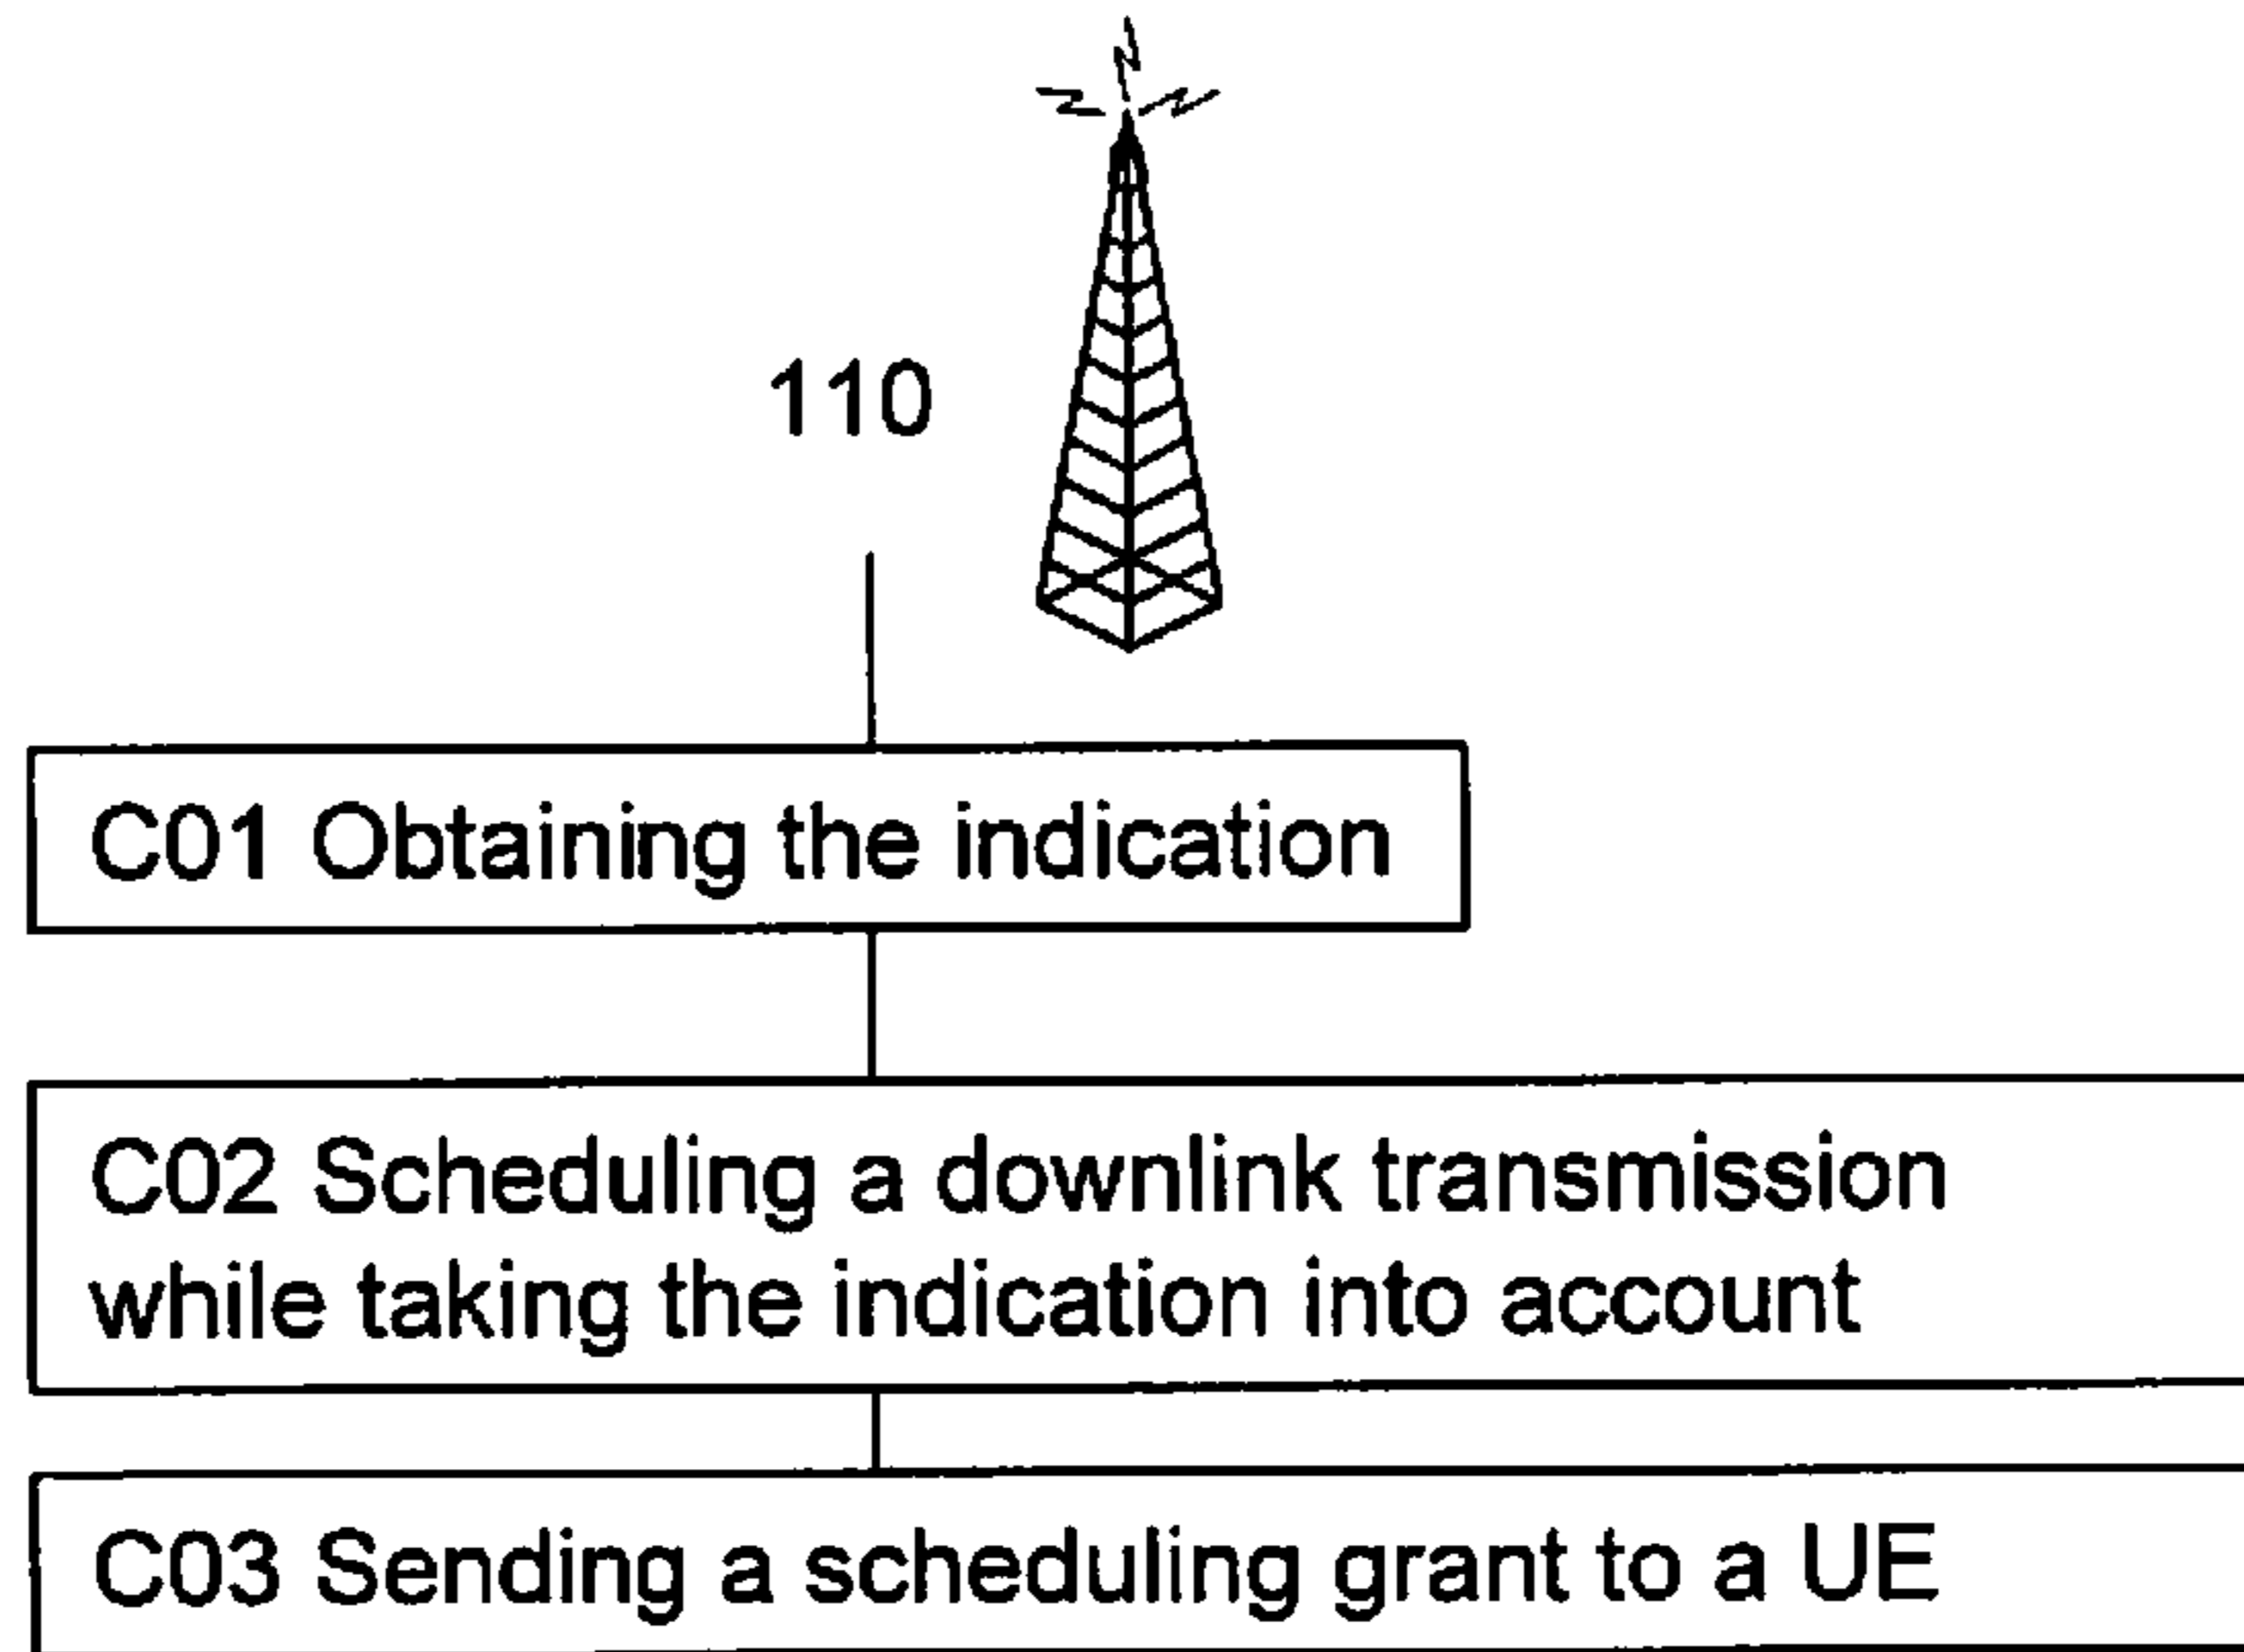 110
C01 Obtaining the indication
C02 Scheduling a downlink transmission
while taking the indication into account
C03 Sending a scheduling grant to a UE